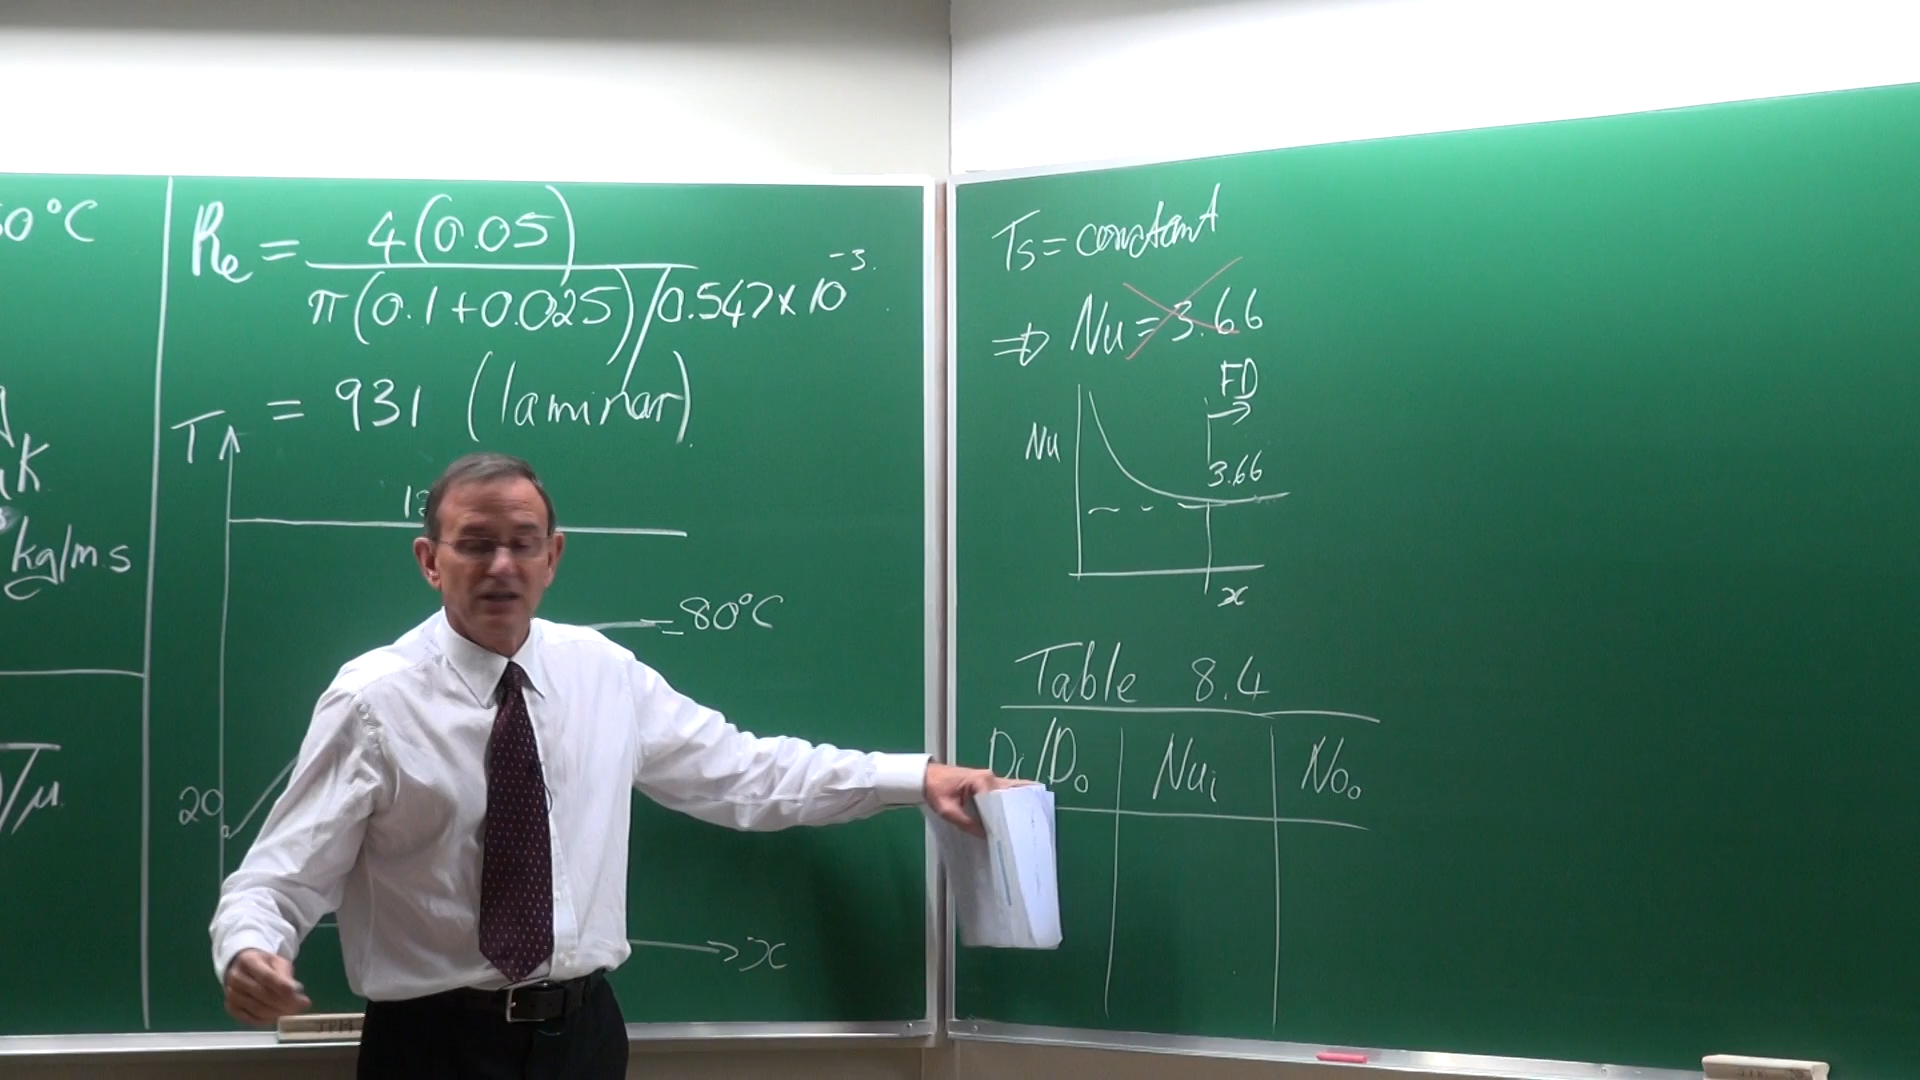 0°C
K
kg/m.s
)/μ
Re = 4(0.05)
π(0.1+0.025)/0.547×10⁻³.
= 931 (laminar)
T
80°C
20
x
Ts = constant
⇒ Nu = 3.66
FD
Nu
3.66
x
Table 8.4
Di/Do Nui Noo